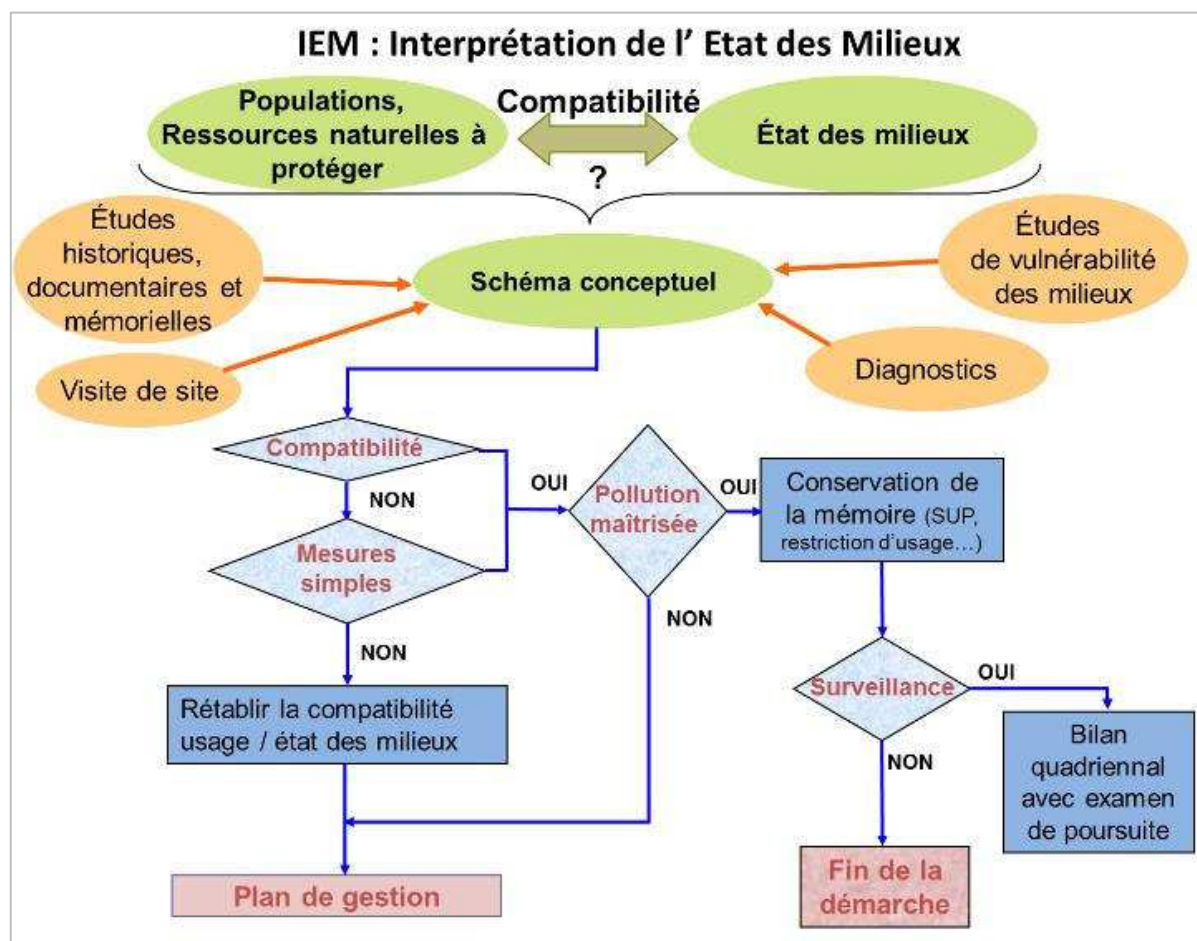 IEM : Interprétation de l’ Etat des Milieux
Populations,
Ressources naturelles à
protéger
Compatibilité
?
État des milieux
Études
historiques,
documentaires et
mémorielles
Schéma conceptuel
Études
de vulnérabilité
des milieux
Visite de site
Diagnostics
Compatibilité
NON
OUI
Mesures
simples
NON
Pollution
maîtrisée
OUI
NON
Conservation de
la mémoire (SUP,
restriction d’usage…)
Rétablir la compatibilité
usage / état des milieux
Surveillance
OUI
NON
Bilan
quadriennal
avec examen
de poursuite
Plan de gestion
Fin de la
démarche